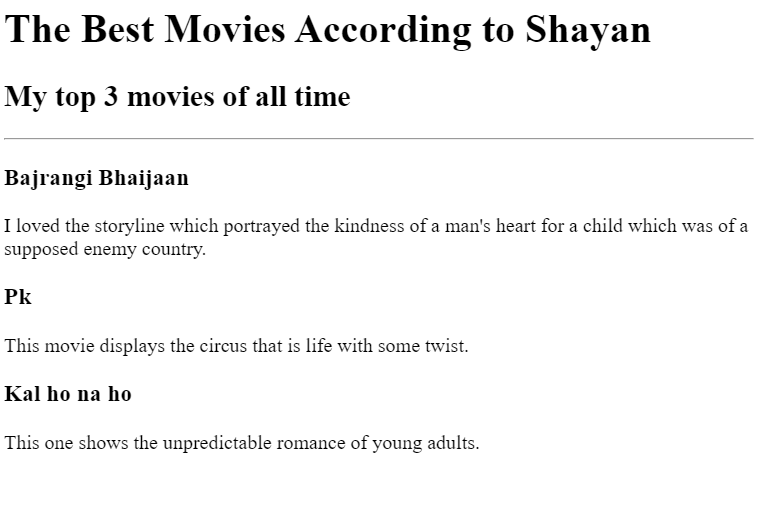 The Best Movies According to Shayan
My top 3 movies of all time
Bajrangi Bhaijaan
I loved the storyline which portrayed the kindness of a man's heart for a child which was of a
supposed enemy country.
Pk
This movie displays the circus that is life with some twist.
Kal ho na ho
This one shows the unpredictable romance of young adults.